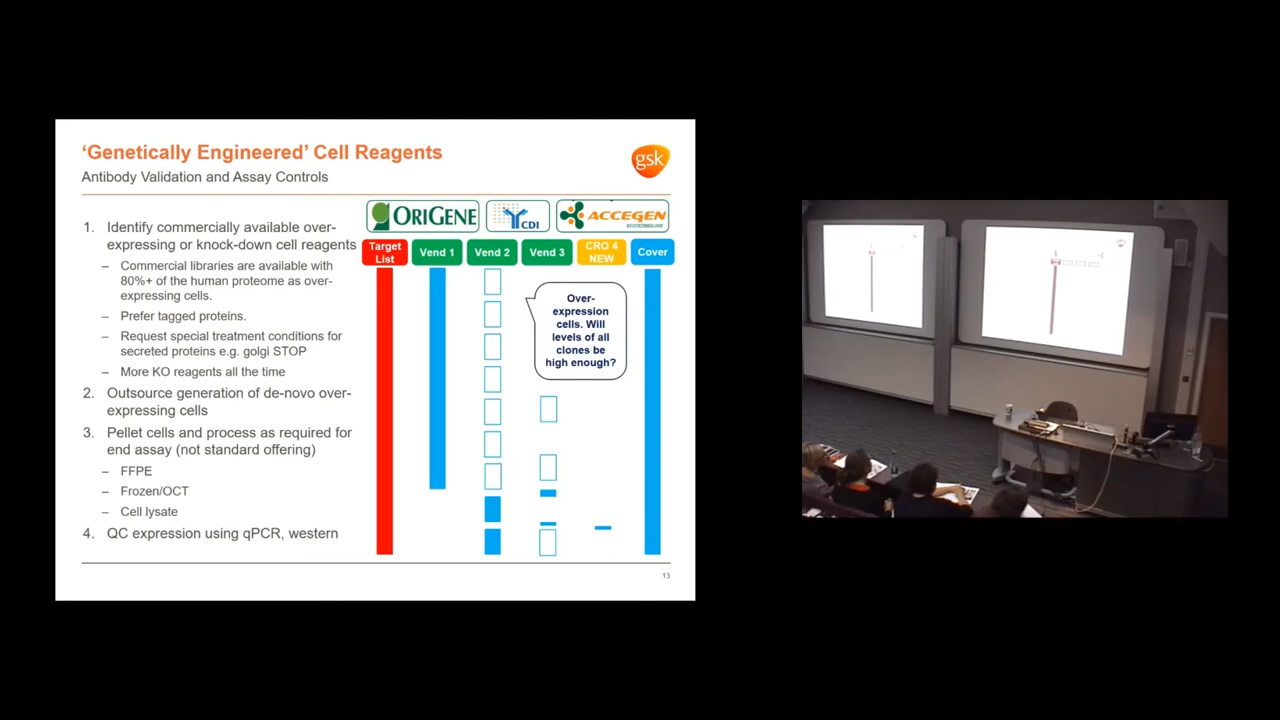 ‘Genetically Engineered’ Cell Reagents
gsk
Antibody Validation and Assay Controls
1. Identify commercially available over-
expressing or knock-down cell reagents
– Commercial libraries are available with
80%+ of the human proteome as over-
expressing cells.
– Prefer tagged proteins.
– Request special treatment conditions for
secreted proteins e.g. golgi STOP
– More KO reagents all the time
2. Outsource generation of de-novo over-
expressing cells
3. Pellet cells and process as required for
end assay (not standard offering)
– FFPE
– Frozen/OCT
– Cell lysate
4. QC expression using qPCR, western
ORIGENE
CDI
ACCEGEN
BIOTECHNOLOGY
Target
List
Vend 1
Vend 2
Vend 3
CRO 4
NEW
Cover
Over-
expression
cells. Will
levels of all
clones be
high enough?
13